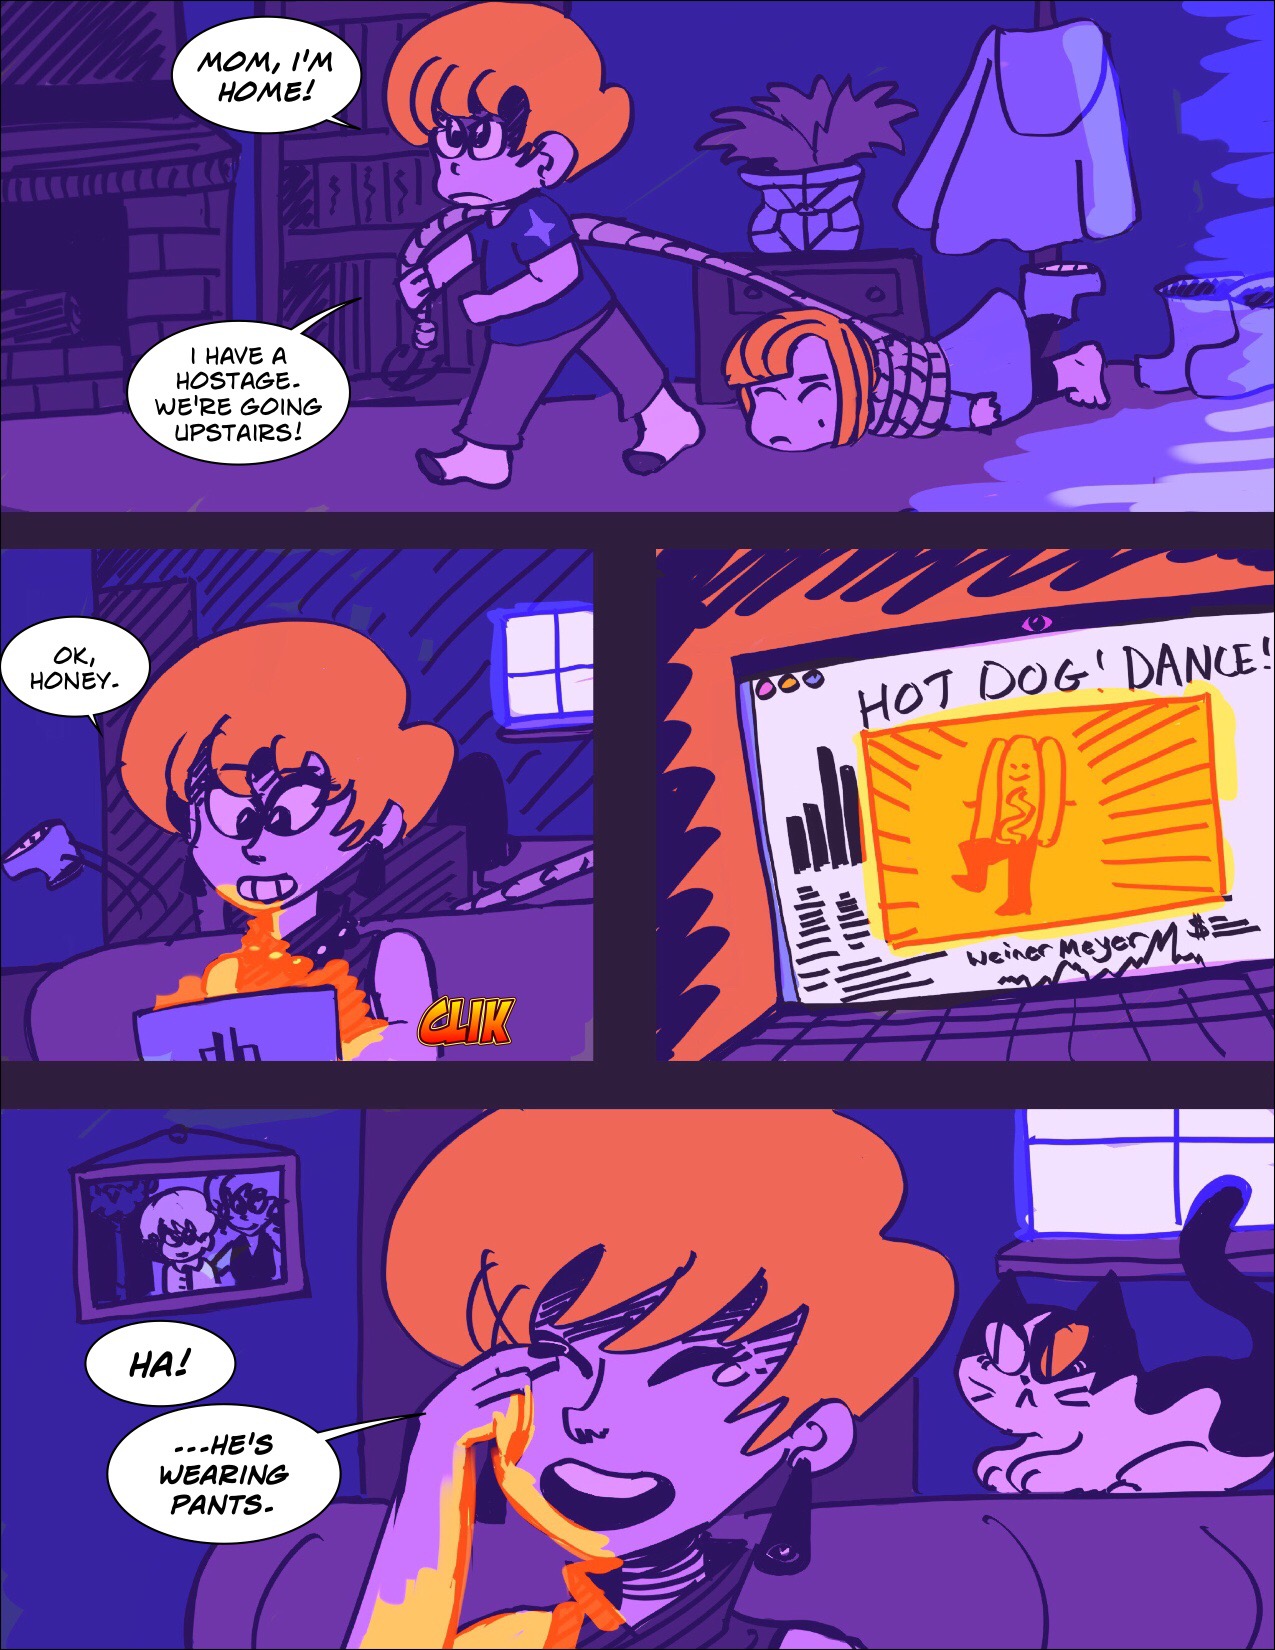 MOM, I'M
HOME!
I HAVE A
HOSTAGE.
WE'RE GOING
UPSTAIRS!
OK,
HONEY.
CLIK
HOT DOG! DANCE!
Weiner Meyer
$
HA!
---HE'S
WEARING
PANTS.